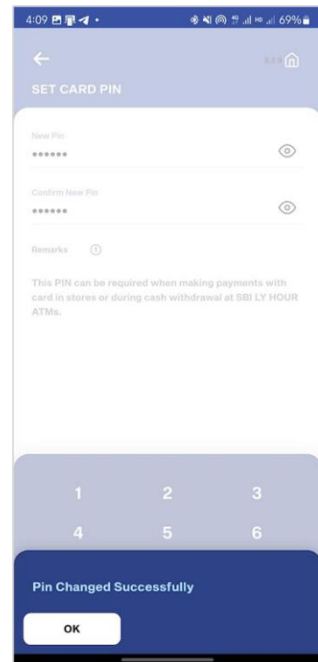 4:09
69%
SET CARD PIN
New Pin
••••••
Confirm New Pin
••••••
Remarks
This PIN can be required when making payments with
card in stores or during cash withdrawal at SBI LY HOUR
ATMs.
1 2 3
4 5 6
Pin Changed Successfully
OK